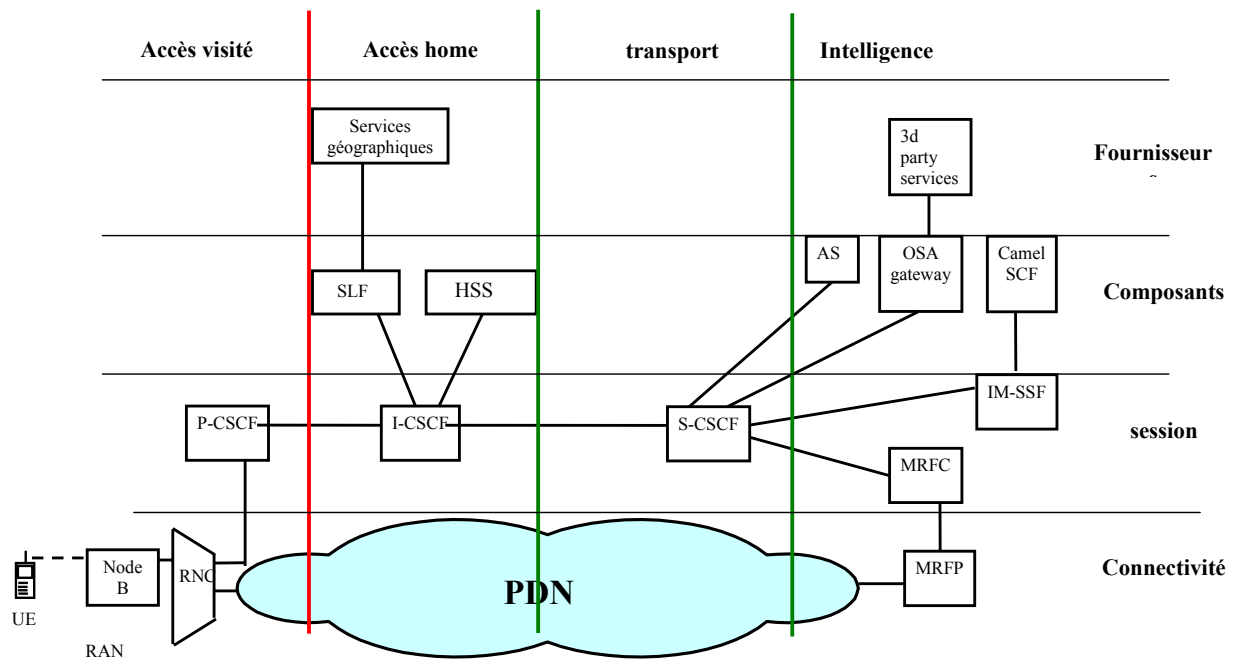 Accès visité
Accès home
transport
Intelligence
Services
géographiques
3d
party
services
Fournisseur
SLF
HSS
AS
OSA
gateway
Camel
SCF
Composants
P-CSCF
I-CSCF
S-CSCF
IM-SSF
session
MRFC
Node
B
RNC
PDN
MRFP
Connectivité
UE
RAN